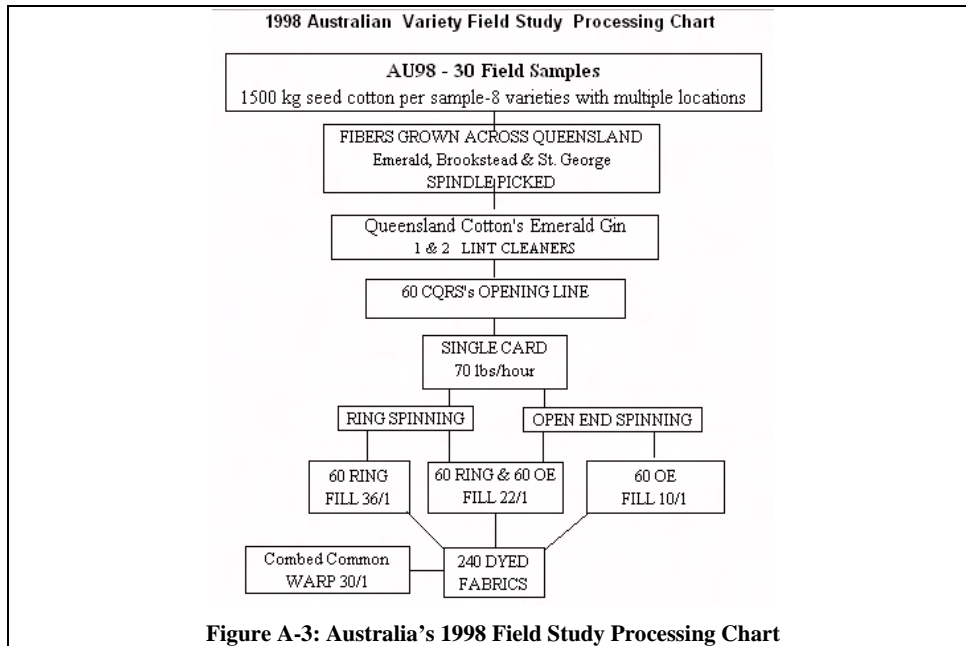 1998 Australian Variety Field Study Processing Chart
AU98 - 30 Field Samples
1500 kg seed cotton per sample-8 varieties with multiple locations
FIBERS GROWN ACROSS QUEENSLAND
Emerald, Brookstead & St. George
SPINDLE PICKED
Queensland Cotton's Emerald Gin
1 & 2 LINT CLEANERS
60 CQRS's OPENING LINE
SINGLE CARD
70 lbs/hour
RING SPINNING
OPEN END SPINNING
60 RING
FILL 36/1
60 RING & 60 OE
FILL 22/1
60 OE
FILL 10/1
Combed Common
WARP 30/1
240 DYED
FABRICS
Figure A-3: Australia’s 1998 Field Study Processing Chart